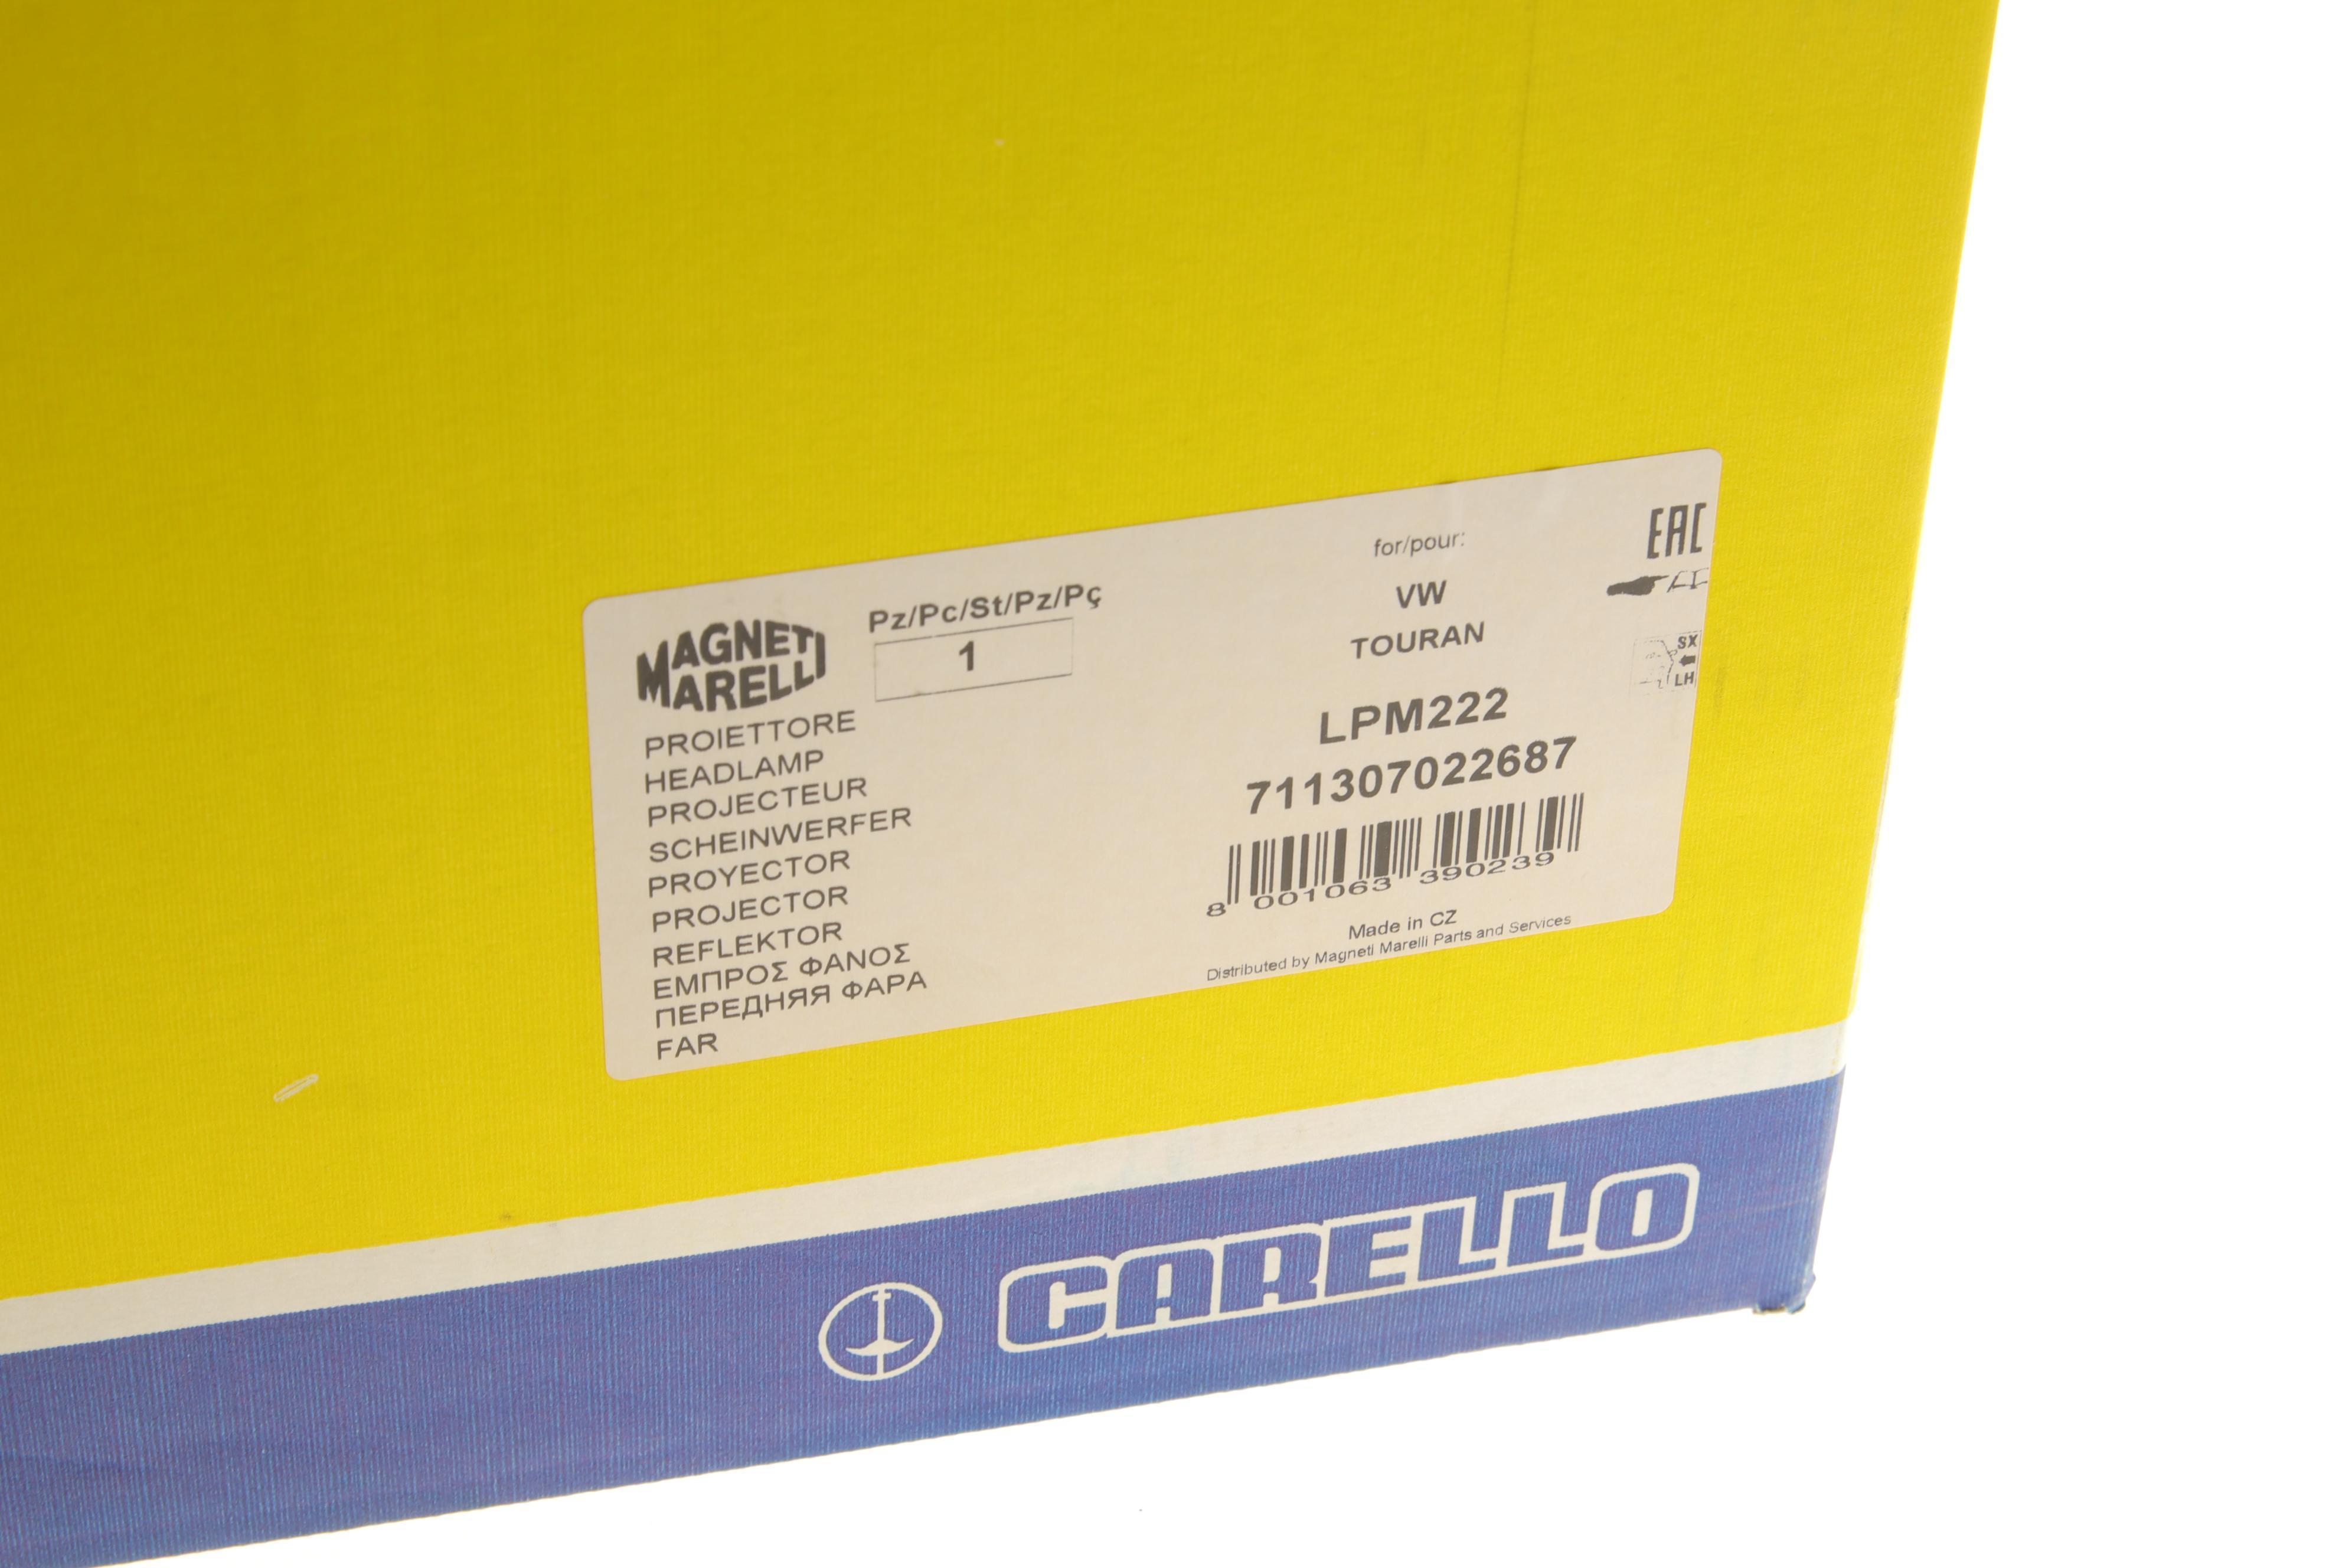 MAGNETI
MARELLI
Pz/Pc/St/Pz/Pç
1
PROIETTORE
HEADLAMP
PROJECTEUR
SCHEINWERFER
PROYECTOR
PROJECTOR
REFLEKTOR
ΕΜΠΡΟΣ ΦΑΝΟΣ
ПЕРЕДНЯЯ ФАРА
FAR
for/pour:
VW
TOURAN
LPM222
711307022687
8 001063 390239
Made in CZ
Distributed by Magneti Marelli Parts and Services
EAC
SX
LH
CARELLO